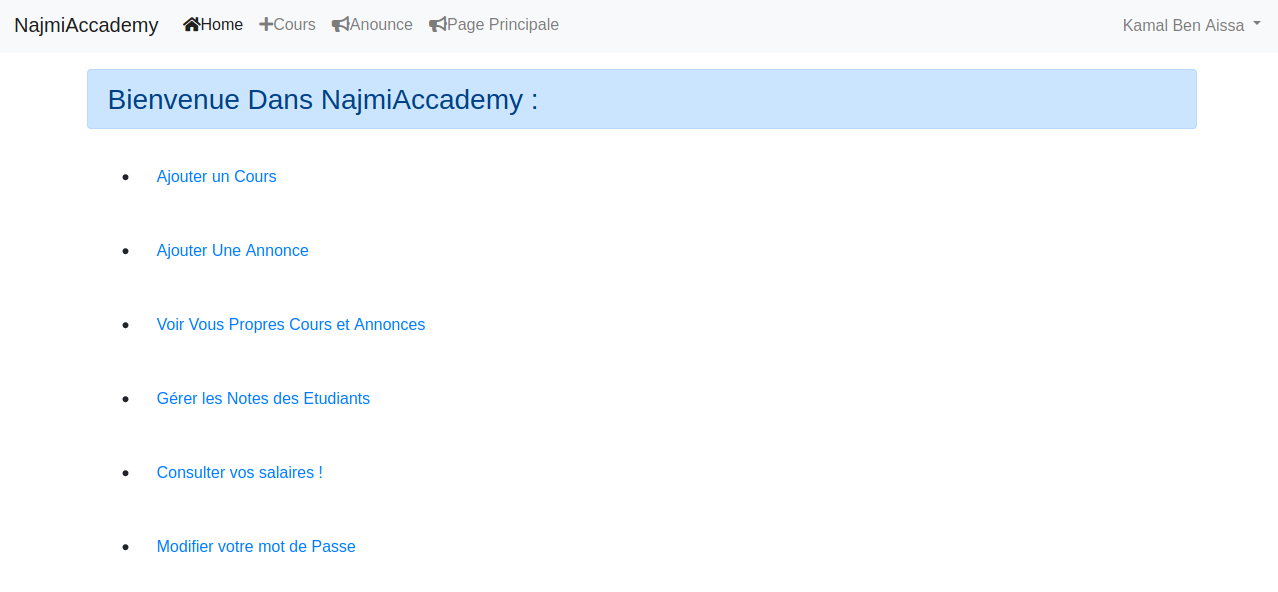 NajmiAccademy Home Cours Anounce Page Principale Kamal Ben Aissa
Bienvenue Dans NajmiAccademy :
Ajouter un Cours
Ajouter Une Annonce
Voir Vous Propres Cours et Annonces
Gérer les Notes des Etudiants
Consulter vos salaires !
Modifier votre mot de Passe